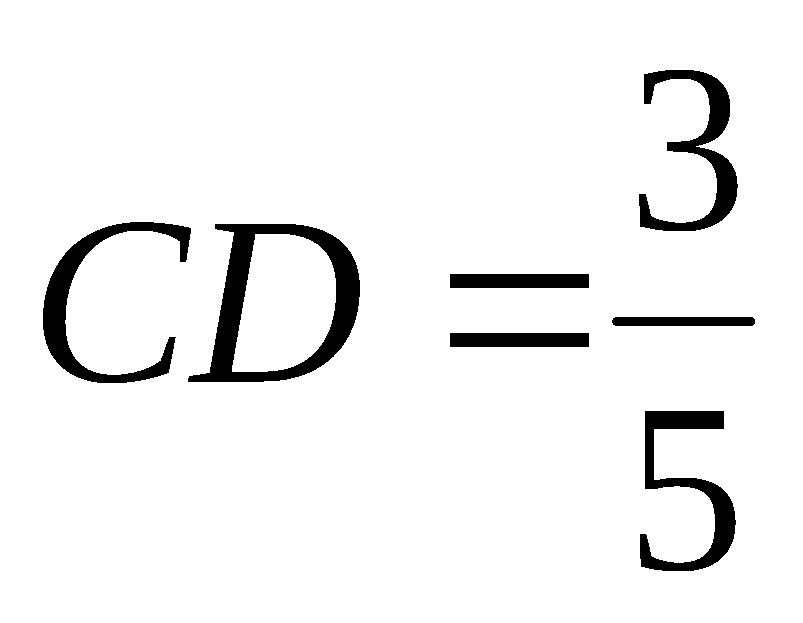 CD = 3/5